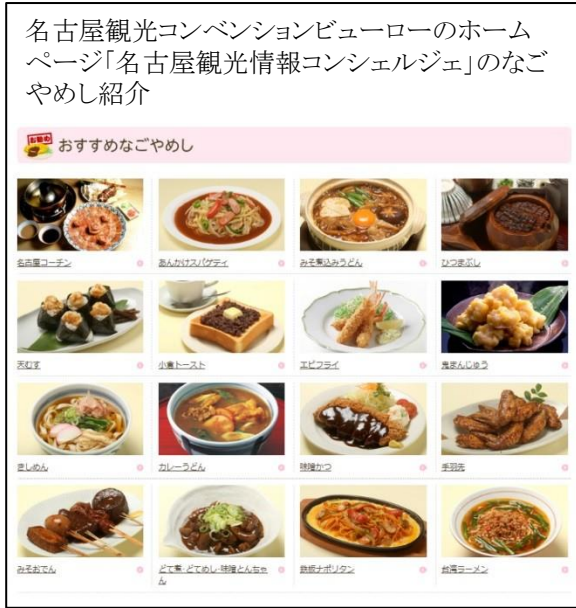 名古屋観光コンベンションビューローのホーム
ページ「名古屋観光情報コンシェルジェ」のなご
やめし紹介
お勧め
おすすめなごやめし
名古屋コーチン
あんかけスパゲティ
みそ煮込みうどん
ひつまぶし
天むす
小倉トースト
エビフライ
鬼まんじゅう
きしめん
カレーうどん
味噌かつ
手羽先
みそおでん
どて煮・どてめし・味噌とんちゃ
ん
鉄板ナポリタン
台湾ラーメン